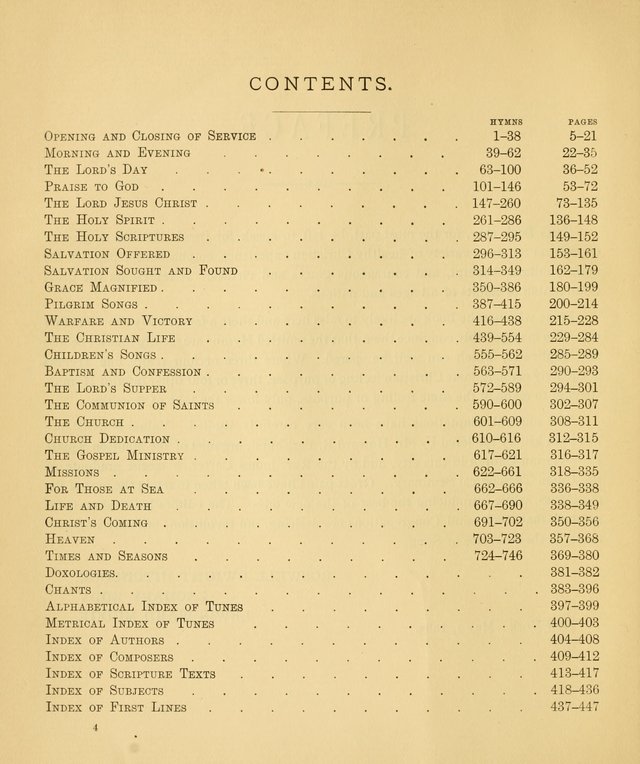 CONTENTS.
HYMNS PAGES
OPENING AND CLOSING OF SERVICE . . . . . . 1–38 5–21
MORNING AND EVENING . . . . . . . 39–62 22–35
THE LORD'S DAY . . . . . . . . 63–100 36–52
PRAISE TO GOD . . . . . . . . 101–146 53–72
THE LORD JESUS CHRIST . . . . . . . . 147–260 73–135
THE HOLY SPIRIT . . . . . . . . . 261–286 136–148
THE HOLY SCRIPTURES . . . . . . . . 287–295 149–152
SALVATION OFFERED . . . . . . . . 296–313 153–161
SALVATION SOUGHT AND FOUND . . . . . . 314–349 162–179
GRACE MAGNIFIED . . . . . . . . . 350–386 180–199
PILGRIM SONGS . . . . . . . . . 387–415 200–214
WARFARE AND VICTORY . . . . . . . 416–438 215–228
THE CHRISTIAN LIFE . . . . . . . . 439–554 229–284
CHILDREN'S SONGS . . . . . . . . . 555–562 285–289
BAPTISM AND CONFESSION . . . . . . . . 563–571 290–293
THE LORD'S SUPPER . . . . . . . . 572–589 294–301
THE COMMUNION OF SAINTS . . . . . . . 590–600 302–307
THE CHURCH . . . . . . . . . . 601–609 308–311
CHURCH DEDICATION . . . . . . . . . 610–616 312–315
THE GOSPEL MINISTRY . . . . . . . . 617–621 316–317
MISSIONS . . . . . . . . . . 622–661 318–335
FOR THOSE AT SEA . . . . . . . . 662–666 336–338
LIFE AND DEATH . . . . . . . . 667–690 338–349
CHRIST'S COMING . . . . . . . . . 691–702 350–356
HEAVEN . . . . . . . . . . 703–723 357–368
TIMES AND SEASONS . . . . . . . . 724–746 369–380
DOXOLOGIES. . . . . . . . . . . . 381–382
CHANTS . . . . . . . . . . . . . 383–396
ALPHABETICAL INDEX OF TUNES . . . . . . . . 397–399
METRICAL INDEX OF TUNES . . . . . . . . . 400–403
INDEX OF AUTHORS . . . . . . . . . . . 404–408
INDEX OF COMPOSERS . . . . . . . . . . 409–412
INDEX OF SCRIPTURE TEXTS . . . . . . . . . 413–417
INDEX OF SUBJECTS . . . . . . . . . . 418–436
INDEX OF FIRST LINES . . . . . . . . . 437–447
4